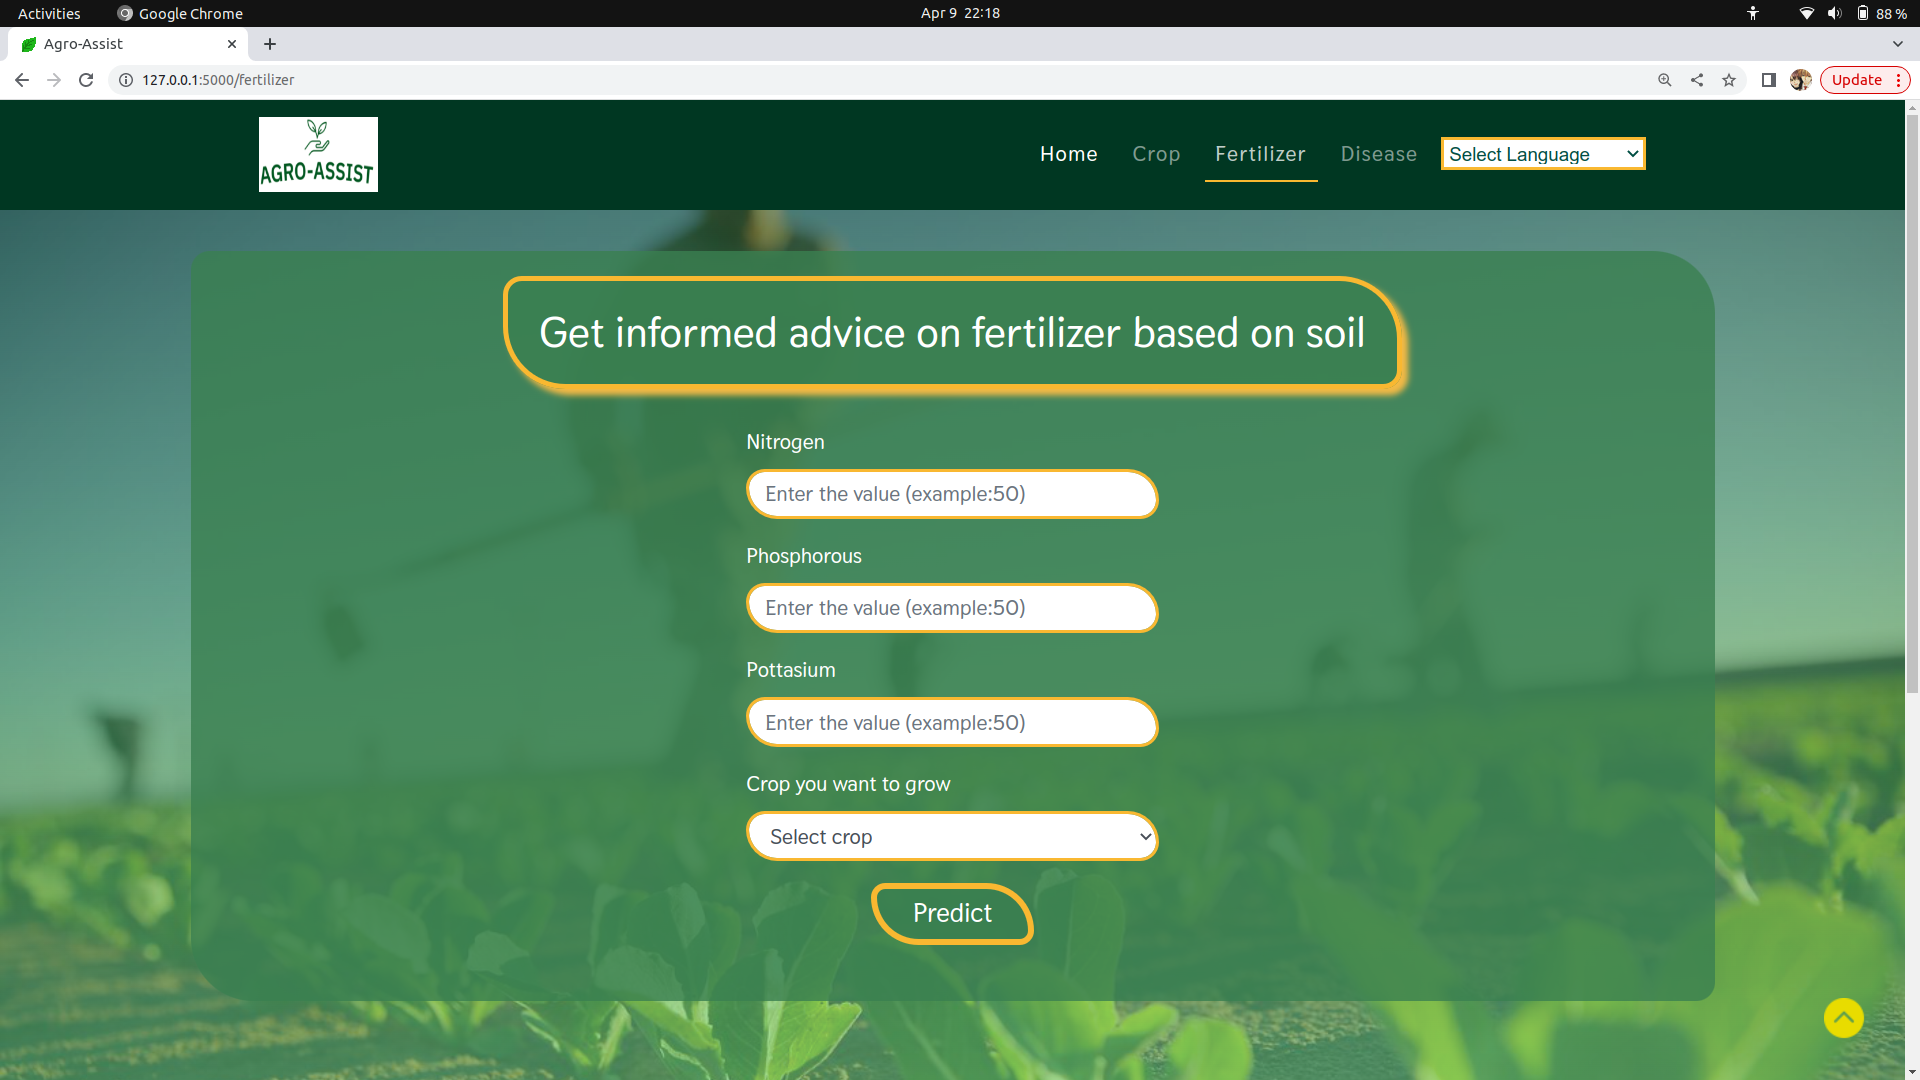 Activities
Google Chrome
Apr 9 22:18
88 %
Agro-Assist
127.0.0.1:5000/fertilizer
Update
AGRO-ASSIST
Home
Crop
Fertilizer
Disease
Select Language
Get informed advice on fertilizer based on soil
Nitrogen
Enter the value (example:50)
Phosphorous
Enter the value (example:50)
Pottasium
Enter the value (example:50)
Crop you want to grow
Select crop
Predict